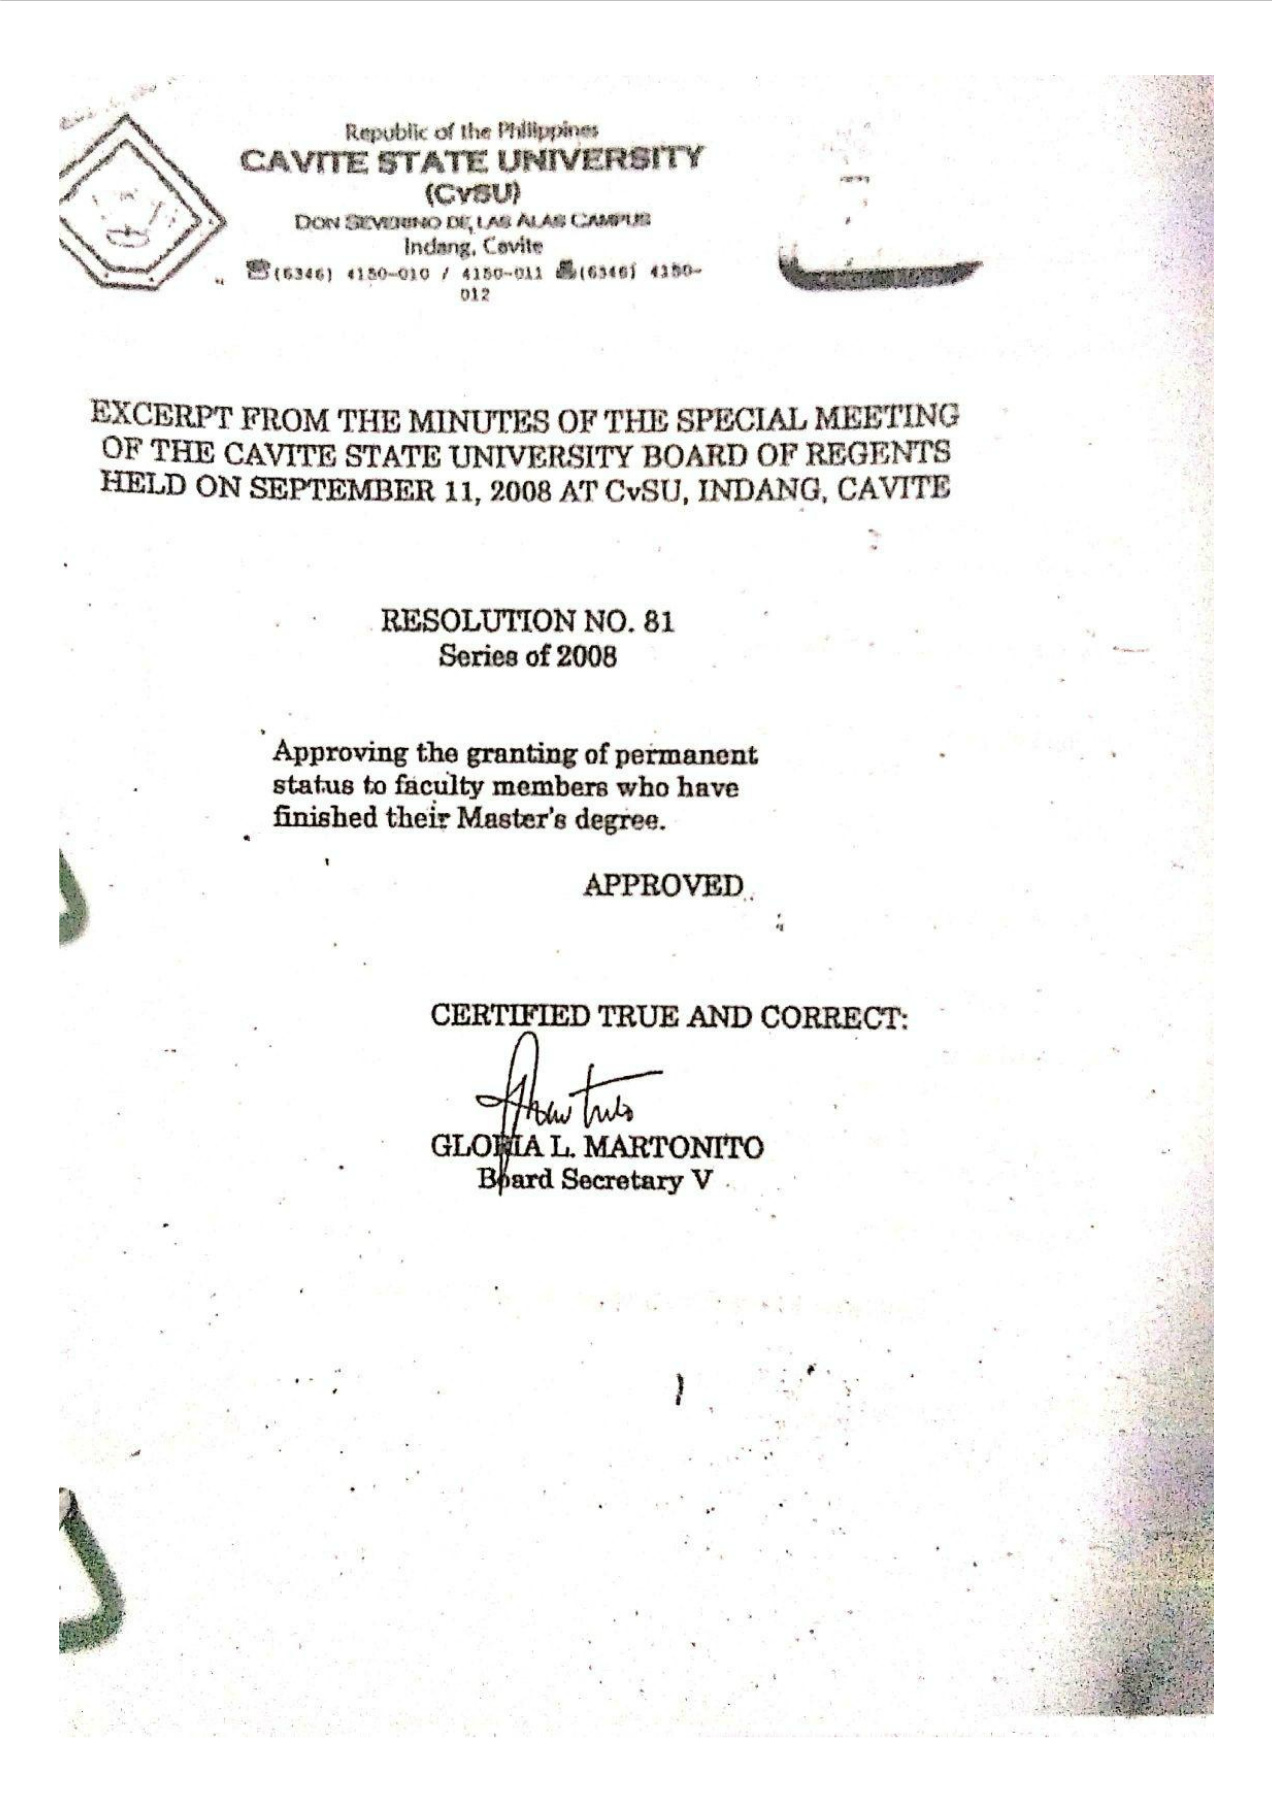 Republic of the Philippines
CAVITE STATE UNIVERSITY
(CvSU)
DON SEVERINO DE LAS ALAS CAMPUS
Indang, Cavite
☎(6346) 4150-010 / 4150-011 (6346) 4150-
012
EXCERPT FROM THE MINUTES OF THE SPECIAL MEETING
OF THE CAVITE STATE UNIVERSITY BOARD OF REGENTS
HELD ON SEPTEMBER 11, 2008 AT CvSU, INDANG, CAVITE
RESOLUTION NO. 81
Series of 2008
Approving the granting of permanent
status to faculty members who have
finished their Master's degree.
APPROVED
CERTIFIED TRUE AND CORRECT:
GLORIA L. MARTONITO
Board Secretary V